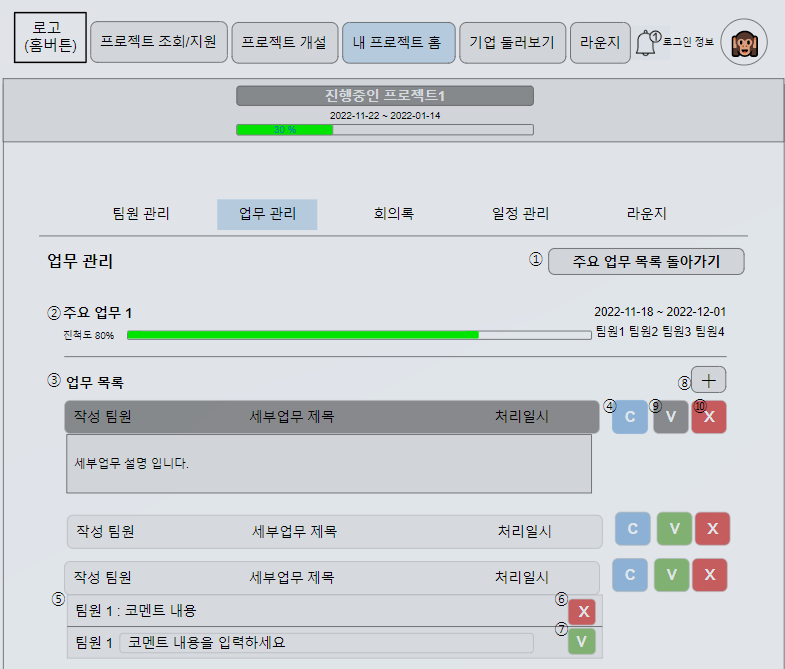 로고
(홈버튼)
프로젝트 조회/지원
프로젝트 개설
내 프로젝트 홈
기업 둘러보기
라운지
1
로그인 정보
진행중인 프로젝트1
2022-11-22 ~ 2022-01-14
30 %
팀원 관리
업무 관리
회의록
일정 관리
라운지
업무 관리
① 주요 업무 목록 돌아가기
② 주요 업무 1
2022-11-18 ~ 2022-12-01
진척도 80%
팀원1 팀원2 팀원3 팀원4
③ 업무 목록
⑧ +
작성 팀원 세부업무 제목 처리일시 ④ C ⑨ V ⑩ X
세부업무 설명 입니다.
작성 팀원 세부업무 제목 처리일시 C V X
작성 팀원 세부업무 제목 처리일시 C V X
⑤ 팀원 1 : 코멘트 내용 ⑥ X
팀원 1 코멘트 내용을 입력하세요 ⑦ V